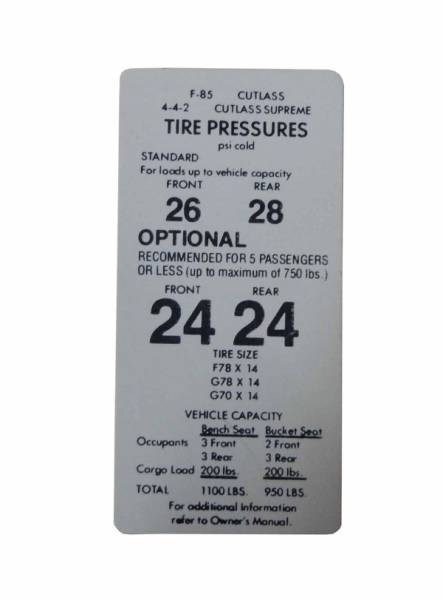 F-85 CUTLASS
4-4-2 CUTLASS SUPREME
TIRE PRESSURES
psi cold
STANDARD
For loads up to vehicle capacity
FRONT REAR
26 28
OPTIONAL
RECOMMENDED FOR 5 PASSENGERS
OR LESS (up to maximum of 750 lbs.)
FRONT REAR
24 24
TIRE SIZE
F78 X 14
G78 X 14
G70 X 14
VEHICLE CAPACITY
Bench Seat Bucket Seat
Occupants 3 Front 2 Front
3 Rear 3 Rear
Cargo Load 200 lbs. 200 lbs.
TOTAL 1100 LBS. 950 LBS.
For additional Information
refer to Owner's Manual.